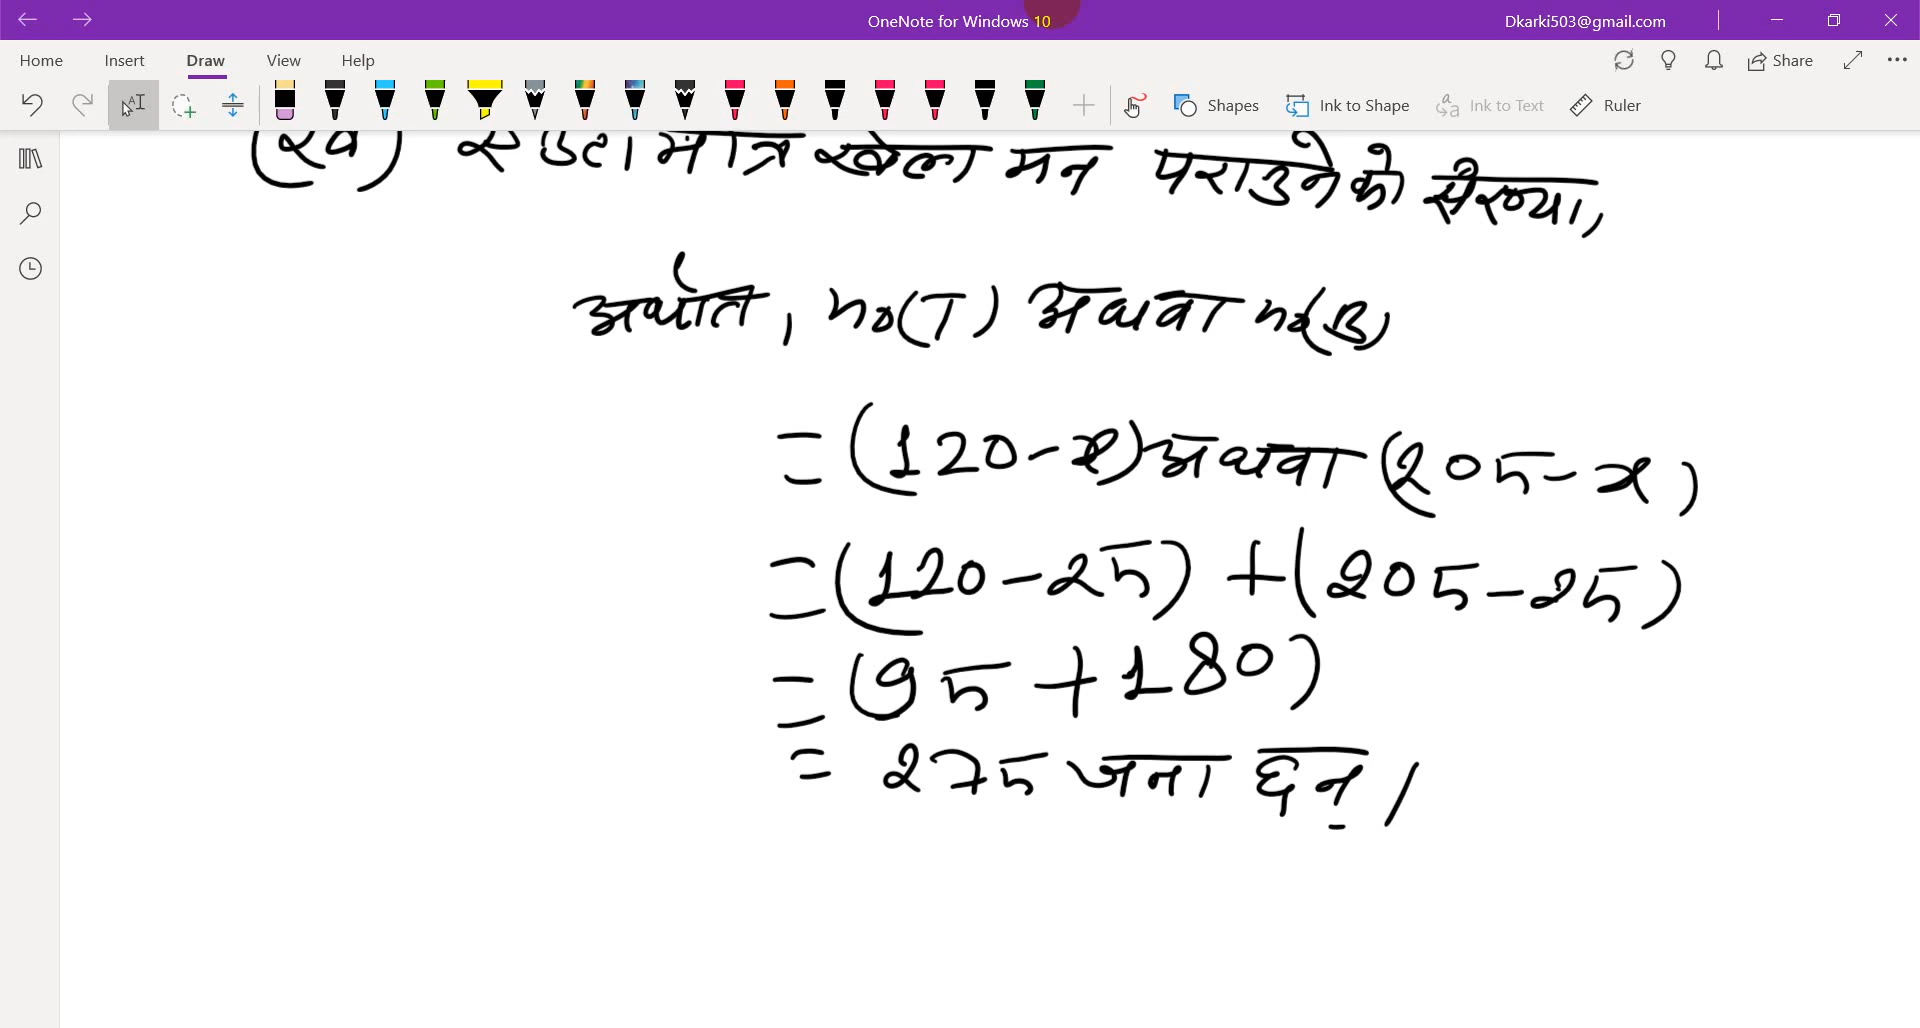 OneNote for Windows 10
Dkarki503@gmail.com
Home Insert Draw View Help
Share
Shapes Ink to Shape Ink to Text Ruler
(ख) एउटा मात्र खेला मन पराउनेको संख्या,
अर्थात, no(T) अथवा no(B)
= (120-x) अथवा (205-x)
= (120-25) + (205-25)
= (95 + 180)
= 275 जना छन् ।